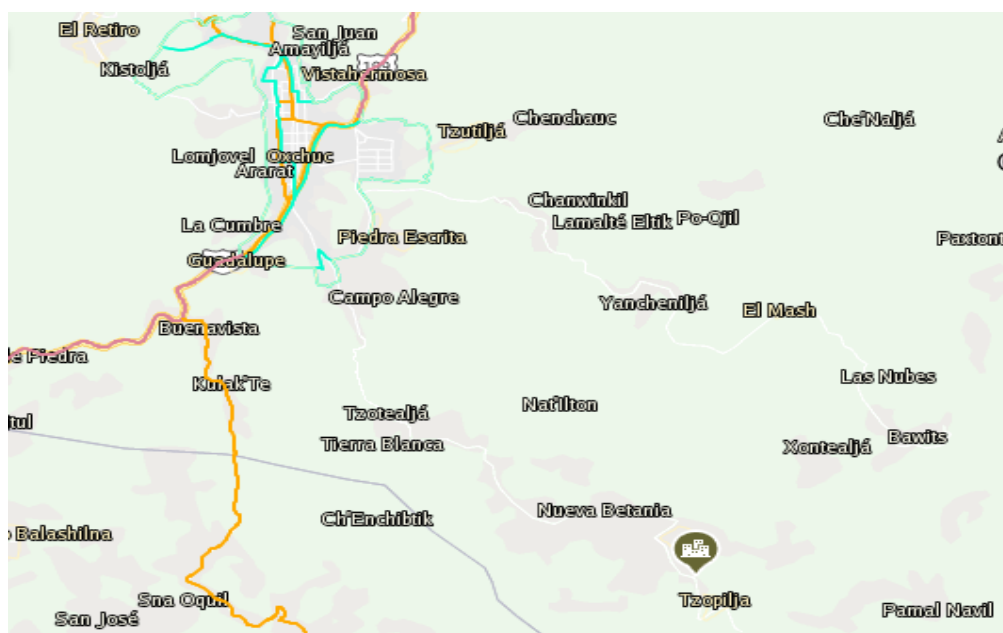 El Retiro
San Juan
Amayiljá
Kistoljá
Vistahermosa
Chenchauc
Che'Naljá
Tzutiljá
Lomjovel
Oxchuc
Ararat
Chanwinkil
Lamalté Eltik
Po-Ojil
La Cumbre
Piedra Escrita
Paxtont
Guadalupe
Campo Alegre
Yancheniljá
El Mash
Buenavista
de Piedra
Kulak'Te
Las Nubes
Tzotealjá
Nat'ilton
Tierra Blanca
Xontealjá
Bawits
Nueva Betania
Ch'Enchibtik
Balashilna
Sna Oquil
Tzopilja
San José
Pamal Navil